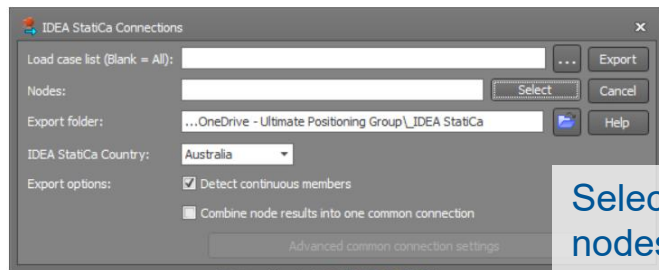 IDEA StatiCa Connections
Load case list (Blank = All): ... Export
Nodes: Select Cancel
Export folder: ...OneDrive - Ultimate Positioning Group\_IDEA StatiCa Help
IDEA StatiCa Country: Australia
Export options: Detect continuous members
Combine node results into one common connection
Advanced common connection settings
Selec
nodes